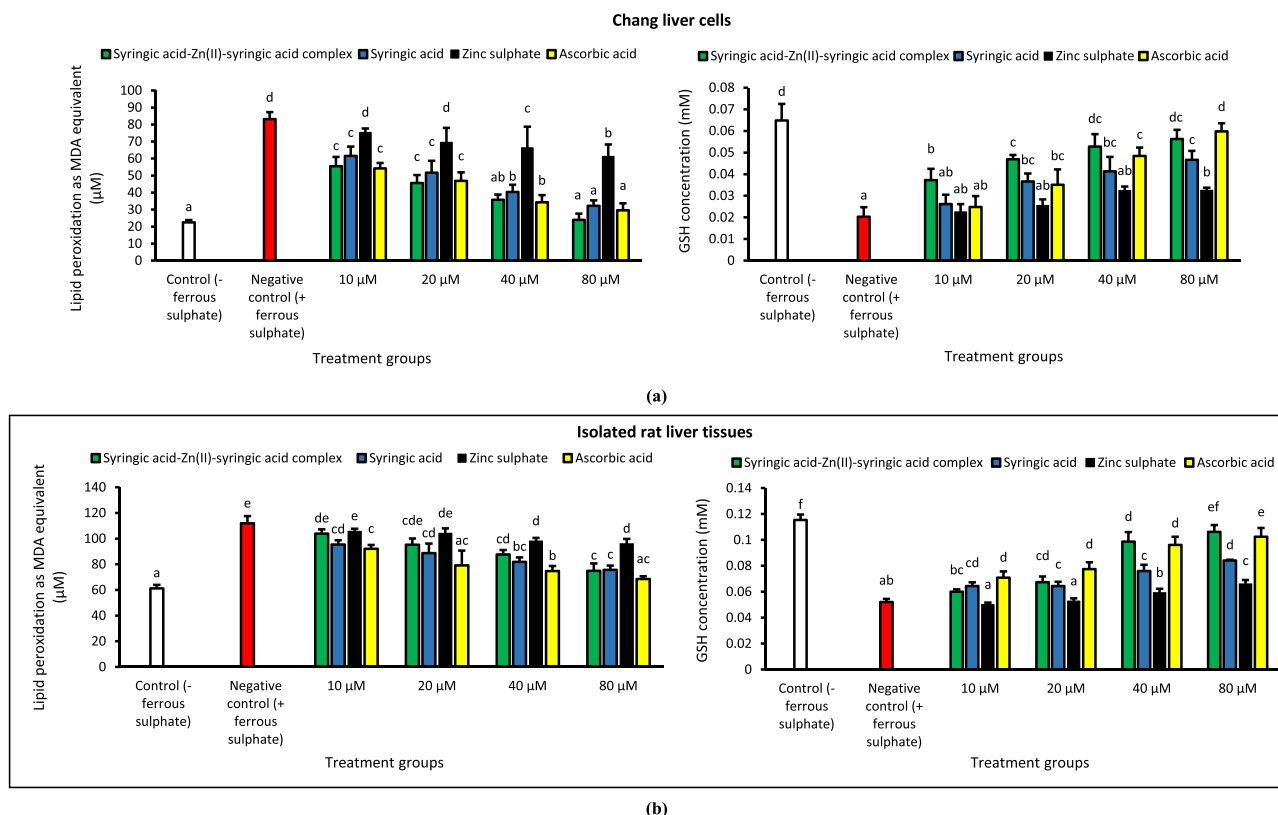 Chang liver cells
Syringic acid-Zn(II)-syringic acid complex Syringic acid Zinc sulphate Ascorbic acid
Lipid peroxidation as MDA equivalent
(µM)
100
90
80
70
60
50
40
30
20
10
0
a
d
c c d c
c c d c
ab b c b
a a b a
Control (-
ferrous
sulphate)
Negative
control (+
ferrous
sulphate)
10 µM
20 µM
40 µM
80 µM
Treatment groups
Syringic acid-Zn(II)-syringic acid complex Syringic acid Zinc sulphate Ascorbic acid
GSH concentration (mM)
0.08
0.07
0.06
0.05
0.04
0.03
0.02
0.01
0
d
a
b ab ab ab
c bc ab bc
dc bc ab c
dc c bc d
Control (-
ferrous
sulphate)
Negative
control (+
ferrous
sulphate)
10 µM
20 µM
40 µM
80 µM
Treatment groups
(a)
Isolated rat liver tissues
Syringic acid-Zn(II)-syringic acid complex Syringic acid Zinc sulphate Ascorbic acid
Lipid peroxidation as MDA equivalent
(µM)
140
120
100
80
60
40
20
0
a
e
de cd e c
cde cd de ac
cd bc d b
c c d ac
Control (-
ferrous
sulphate)
Negative
control (+
ferrous
sulphate)
10 µM
20 µM
40 µM
80 µM
Treatment groups
Syringic acid-Zn(II)-syringic acid complex Syringic acid Zinc sulphate Ascorbic acid
GSH concentration (mM)
0.14
0.12
0.1
0.08
0.06
0.04
0.02
0
f
ab
bc cd a d
cd cd a d
d c b d
ef d c e
Control (-
ferrous
sulphate)
Negative
control (+
ferrous
sulphate)
10 µM
20 µM
40 µM
80 µM
Treatment groups
(b)